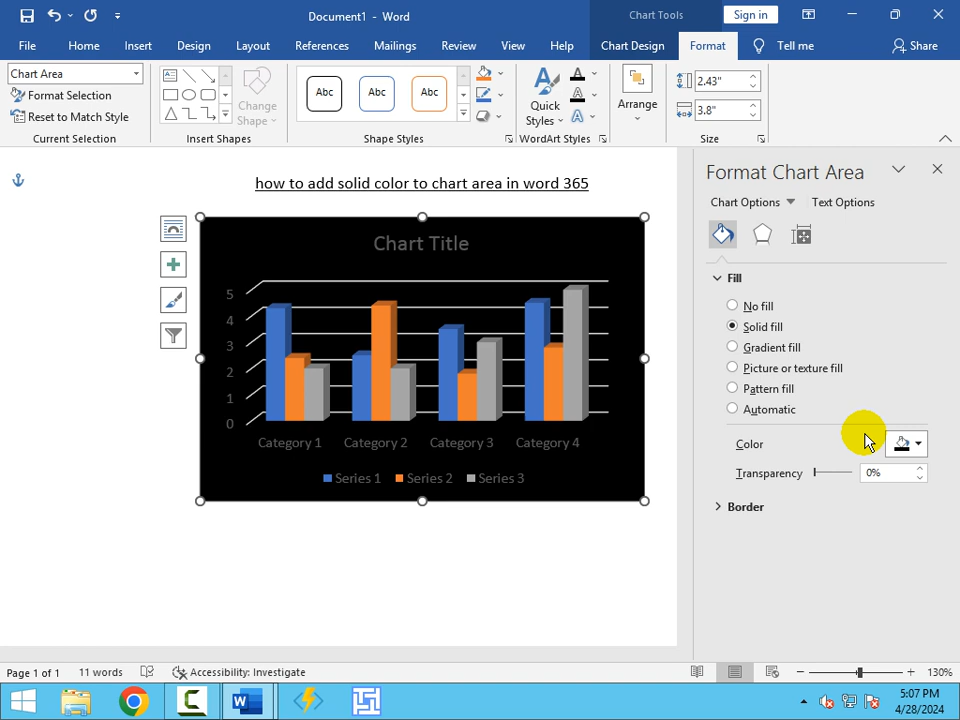 Document1 - Word
Chart Tools
Sign in
File
Home
Insert
Design
Layout
References
Mailings
Review
View
Help
Chart Design
Format
Tell me
Share
Chart Area
Format Selection
Reset to Match Style
Current Selection
Change
Shape
Insert Shapes
Abc
Abc
Abc
Shape Styles
Quick
Styles
WordArt Styles
Arrange
2.43"
3.8"
Size
how to add solid color to chart area in word 365
Chart Title
5
4
3
2
1
0
Category 1
Category 2
Category 3
Category 4
Series 1
Series 2
Series 3
Format Chart Area
Chart Options
Text Options
Fill
No fill
Solid fill
Gradient fill
Picture or texture fill
Pattern fill
Automatic
Color
Transparency
0%
Border
Page 1 of 1
11 words
Accessibility: Investigate
130%
5:07 PM
4/28/2024